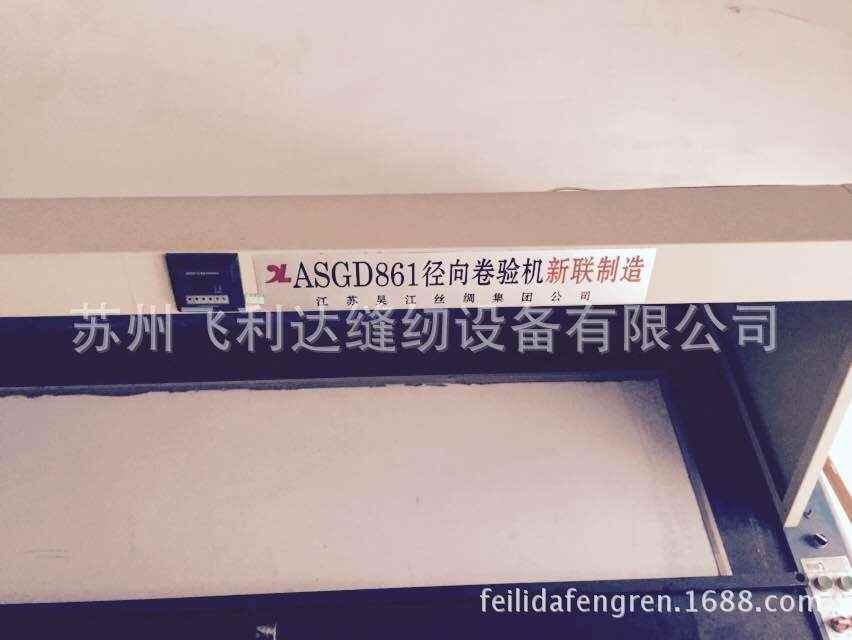 ASGD861径向卷验机新联制造
江苏吴江丝绸集团公司
苏州飞利达缝纫设备有限公司
feilidafengren.1688.com